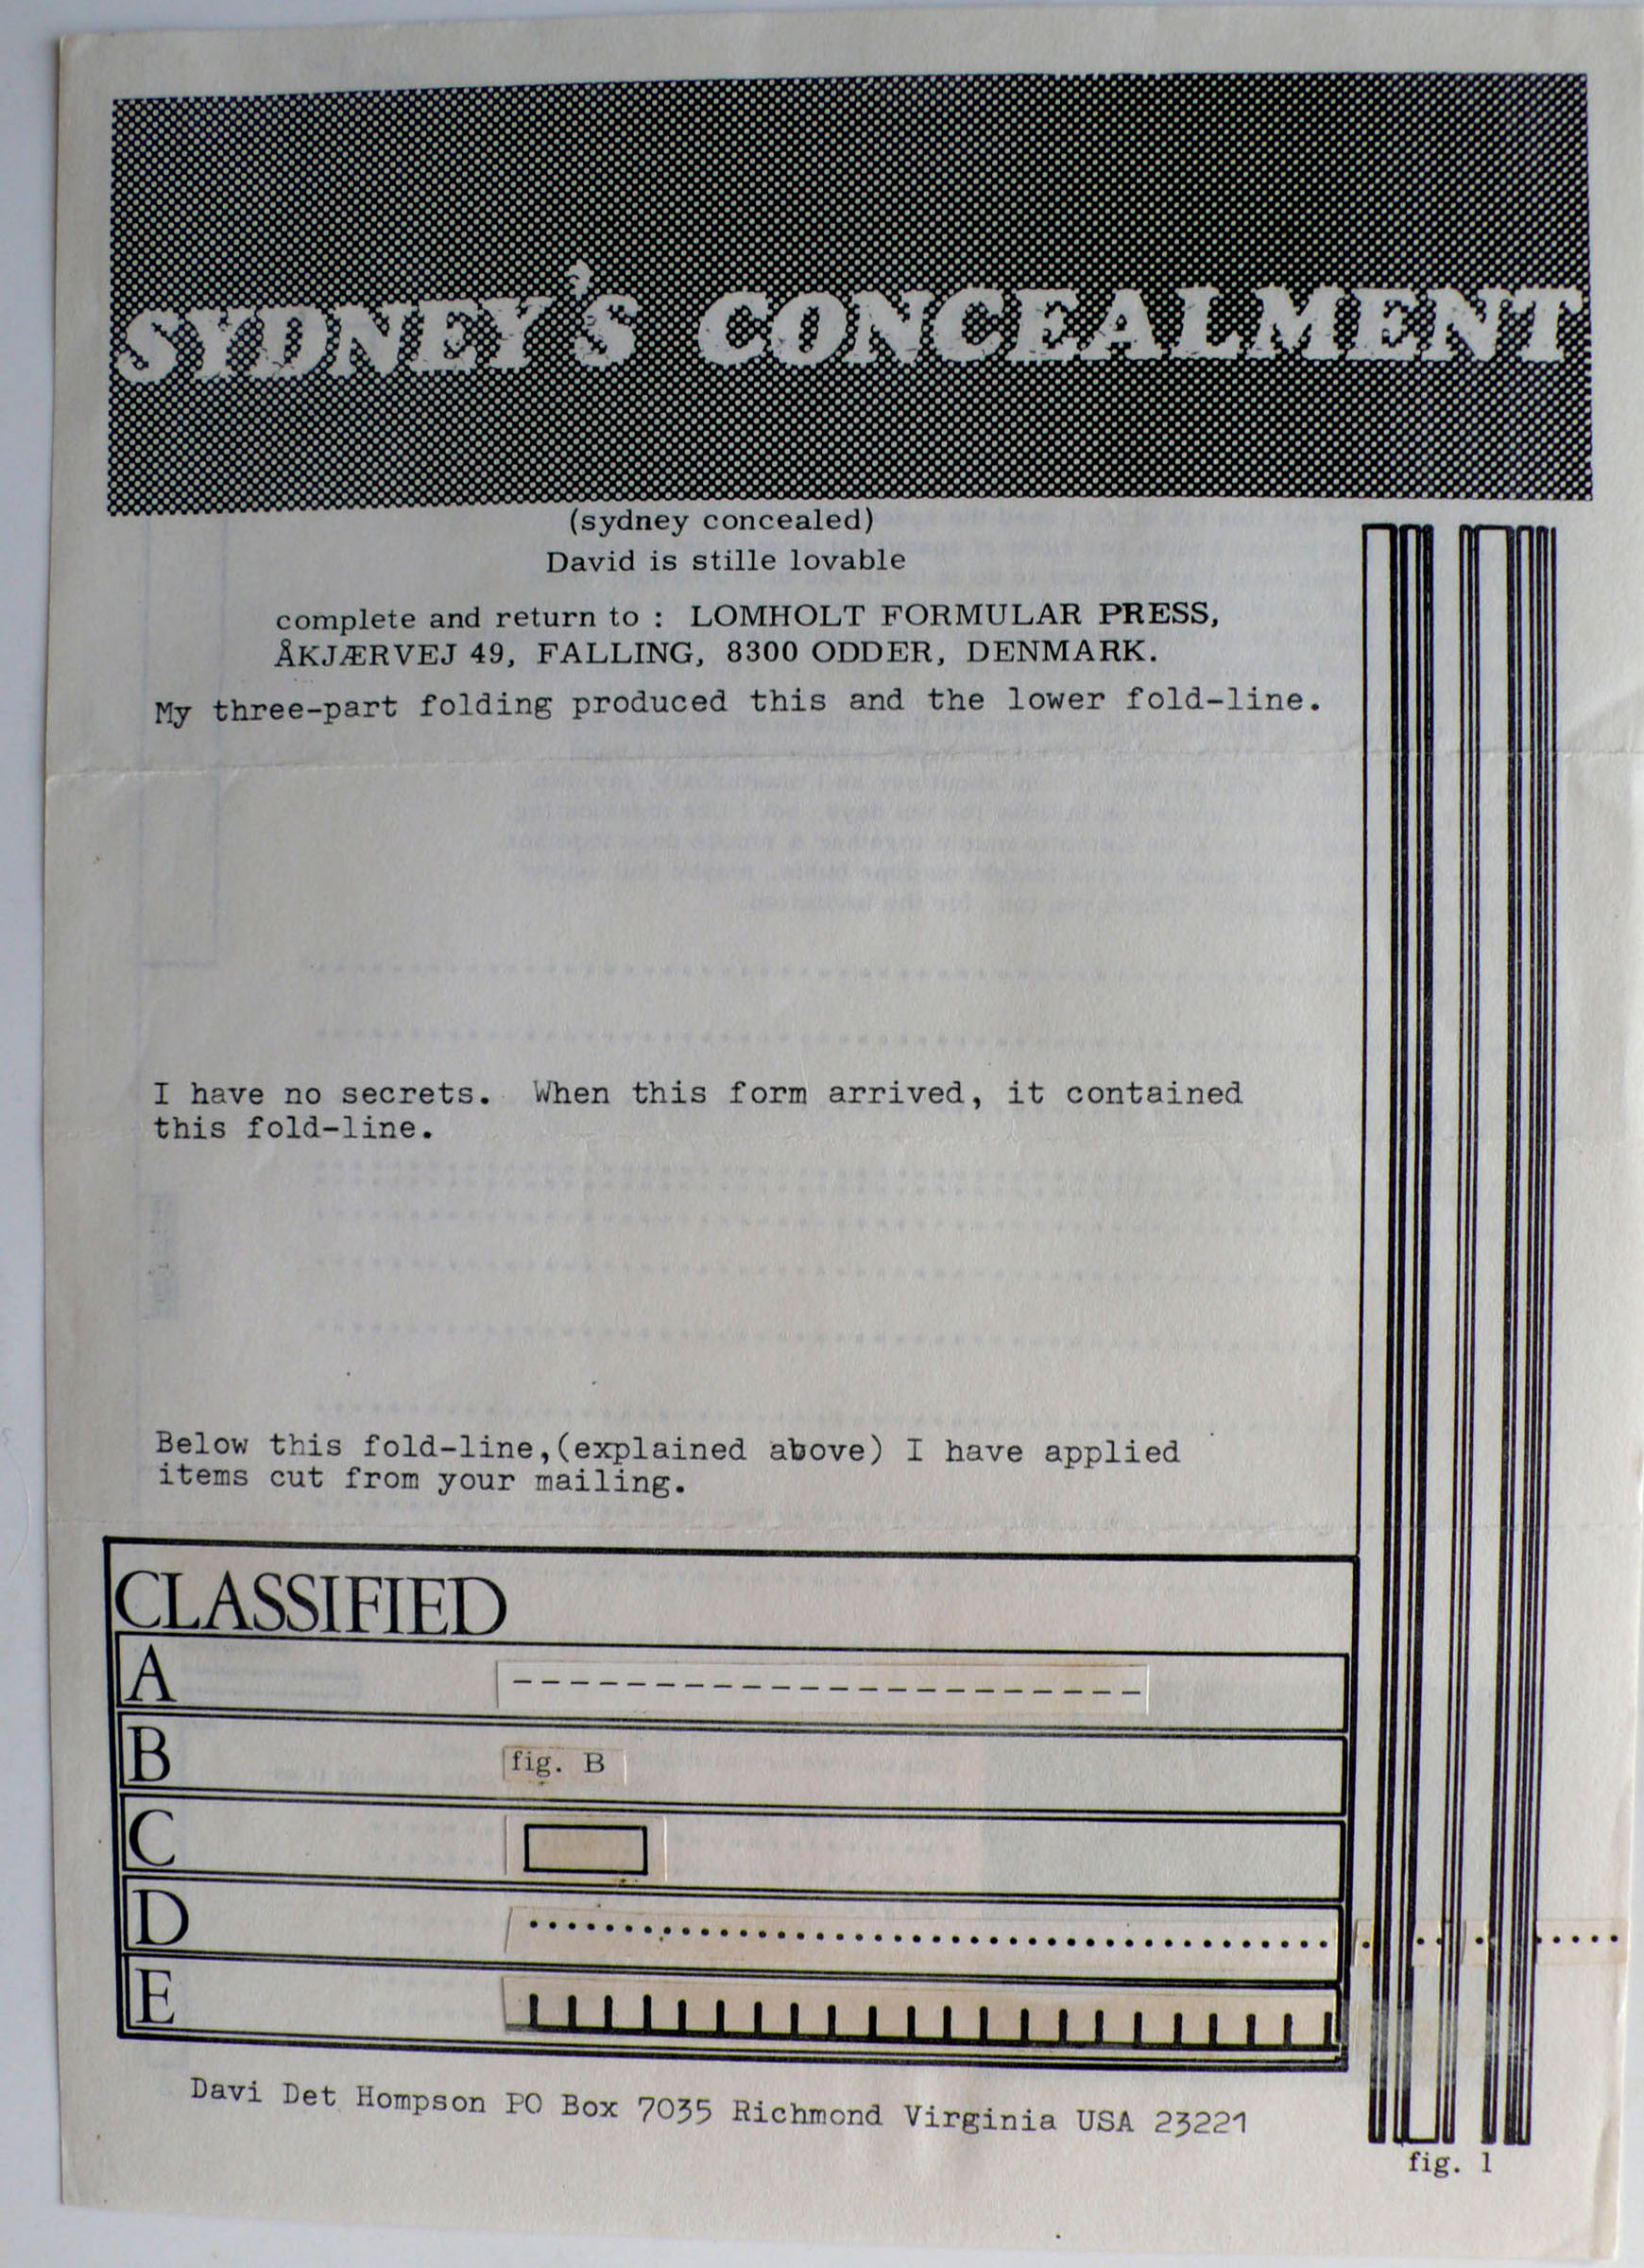 SYDNEY'S CONCEALMENT
(sydney concealed)
David is stille lovable
complete and return to : LOMHOLT FORMULAR PRESS,
ÅKJÆRVEJ 49, FALLING, 8300 ODDER, DENMARK.
My three-part folding produced this and the lower fold-line.
I have no secrets. When this form arrived, it contained
this fold-line.
Below this fold-line,(explained above) I have applied
items cut from your mailing.
CLASSIFIED
A
B fig. B
C
D
E
Davi Det Hompson PO Box 7035 Richmond Virginia USA 23221
fig. 1